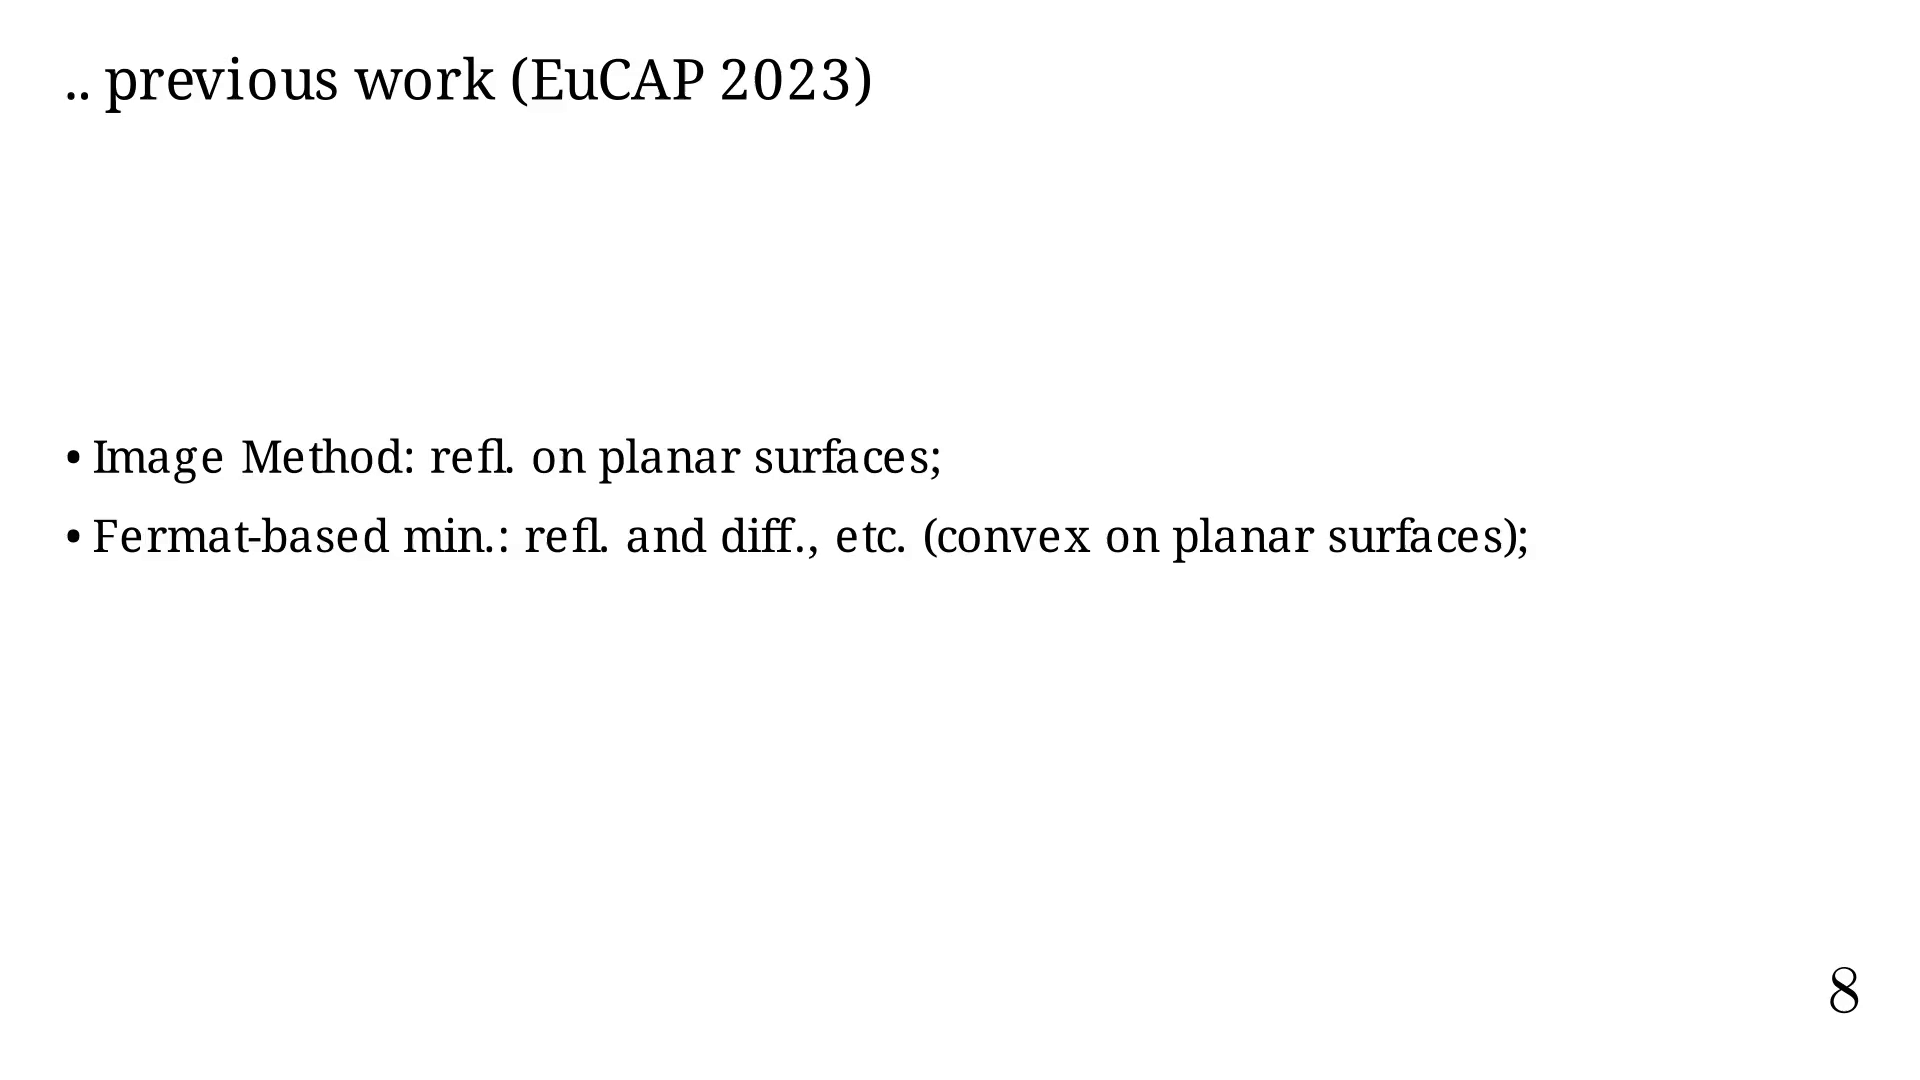 .. previous work (EuCAP 2023)
• Image Method: refl. on planar surfaces;
• Fermat-based min.: refl. and diff., etc. (convex on planar surfaces);
8